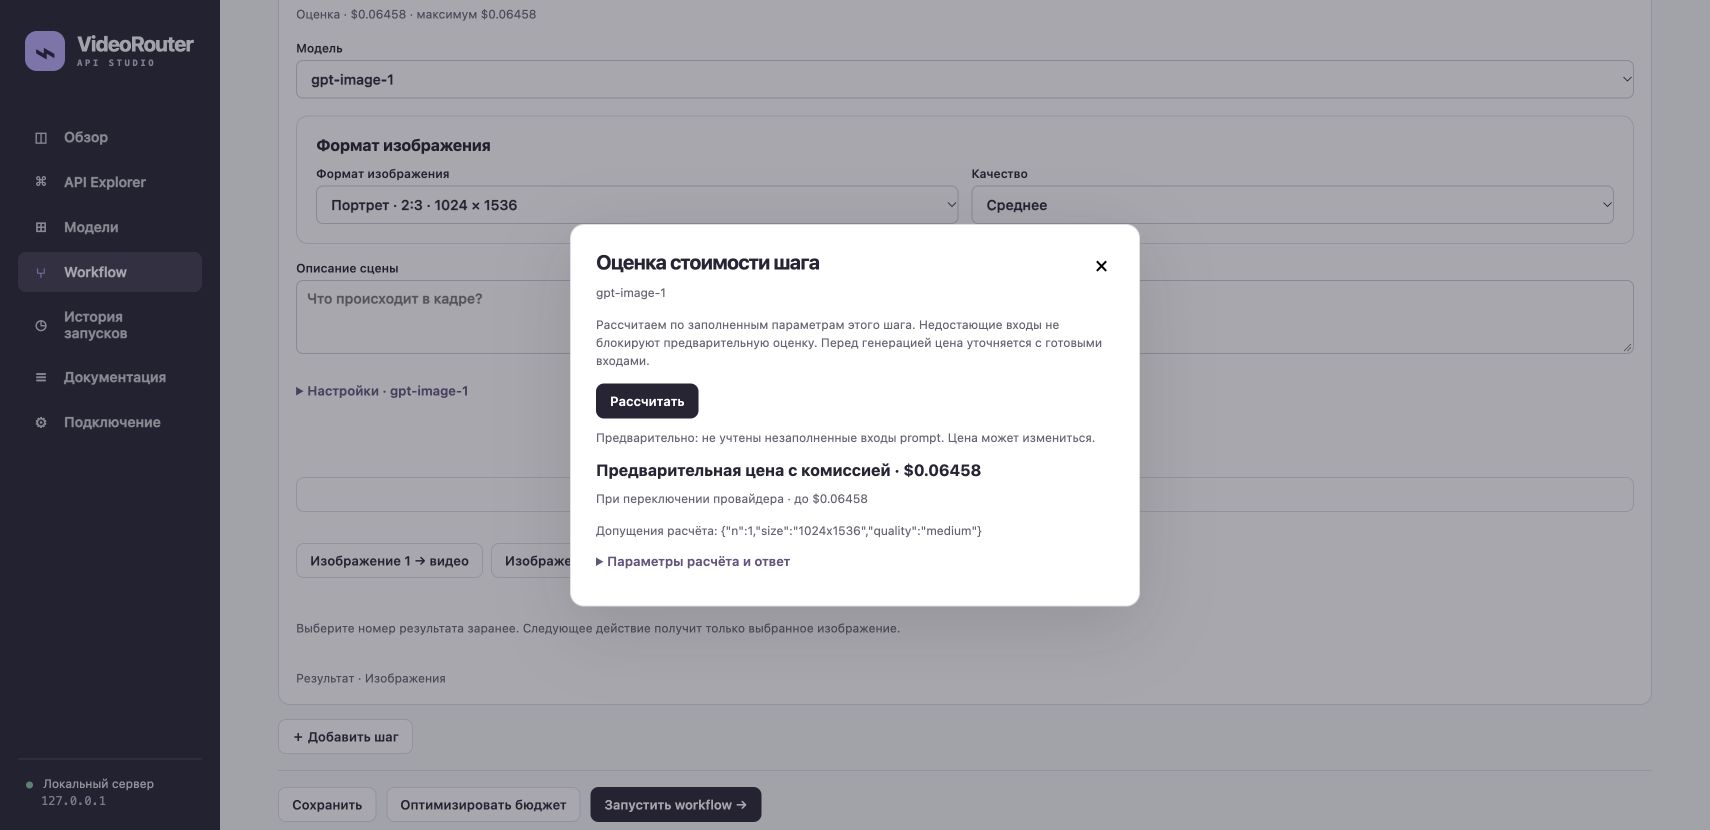 VideoRouter
API STUDIO
Обзор
API Explorer
Модели
Workflow
История
запусков
Документация
Подключение
Локальный сервер
127.0.0.1
Оценка · $0.06458 · максимум $0.06458
Модель
gpt-image-1
Формат изображения
Формат изображения
Качество
Портрет · 2:3 · 1024 × 1536
Среднее
Описание сцены
Что происходит в кадре?
Настройки · gpt-image-1
Изображение 1 → видео
Изображе
Выберите номер результата заранее. Следующее действие получит только выбранное изображение.
Результат · Изображения
+ Добавить шаг
Сохранить
Оптимизировать бюджет
Запустить workflow →
Оценка стоимости шага
×
gpt-image-1
Рассчитаем по заполненным параметрам этого шага. Недостающие входы не
блокируют предварительную оценку. Перед генерацией цена уточняется с готовыми
входами.
Рассчитать
Предварительно: не учтены незаполненные входы prompt. Цена может измениться.
Предварительная цена с комиссией · $0.06458
При переключении провайдера · до $0.06458
Допущения расчёта: {"n":1,"size":"1024x1536","quality":"medium"}
Параметры расчёта и ответ